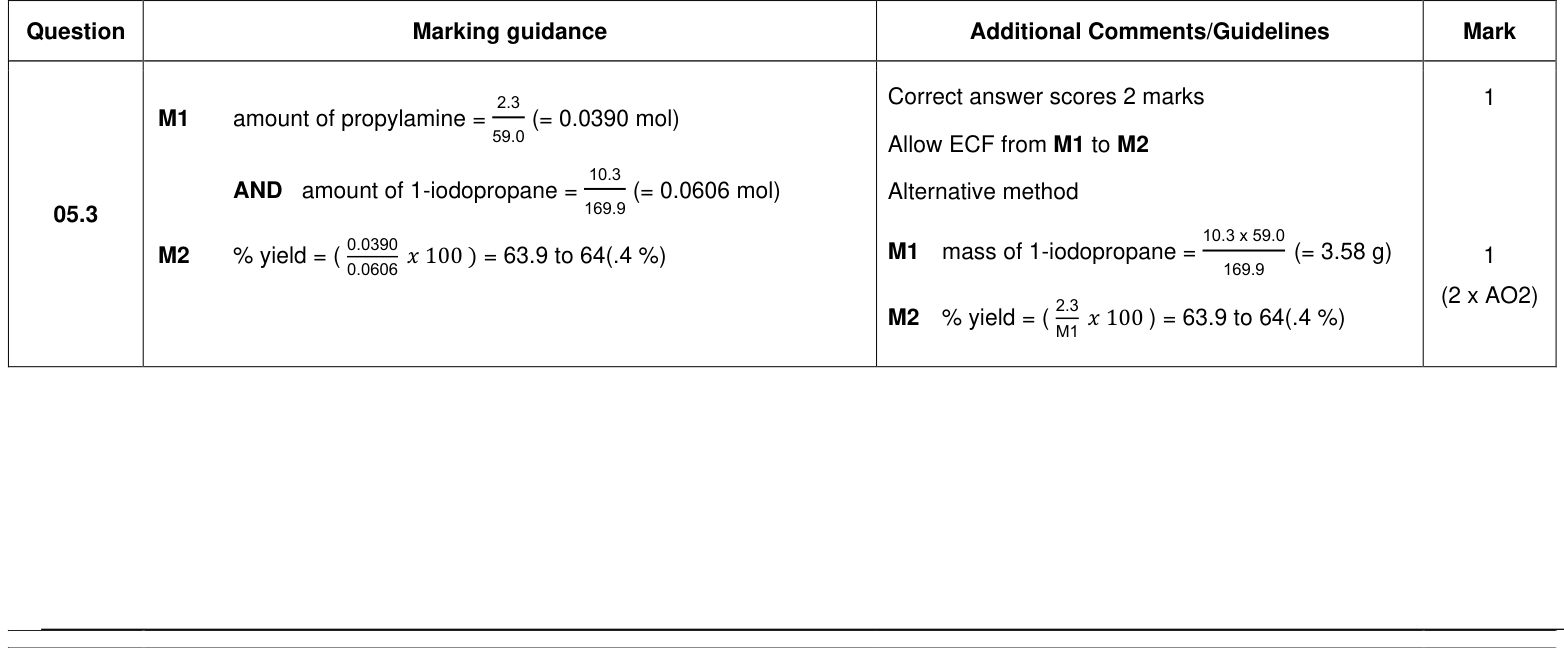 Question Marking guidance Additional Comments/Guidelines Mark
05.3
M1 amount of propylamine = 2.3/59.0 (= 0.0390 mol)
AND amount of 1-iodopropane = 10.3/169.9 (= 0.0606 mol)
M2 % yield = ( 0.0390/0.0606 x 100 ) = 63.9 to 64(.4 %)
Correct answer scores 2 marks
Allow ECF from M1 to M2
Alternative method
M1 mass of 1-iodopropane = 10.3 x 59.0/169.9 (= 3.58 g)
M2 % yield = ( 2.3/M1 x 100 ) = 63.9 to 64(.4 %)
1
1
(2 x AO2)